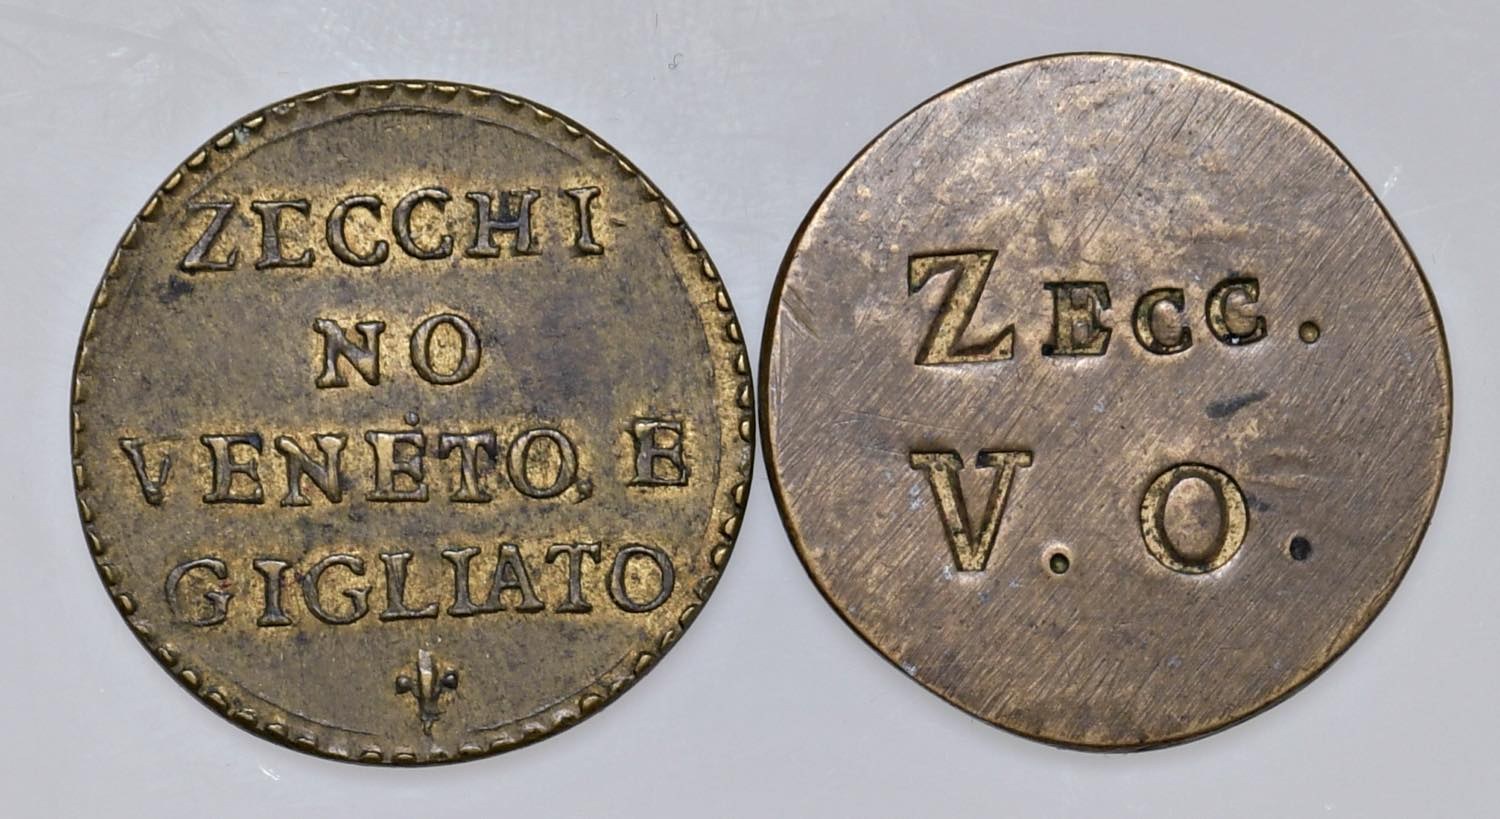 ZECCHI
NO
VENETO, E
GIGLIATO
ZECC.
V. O.